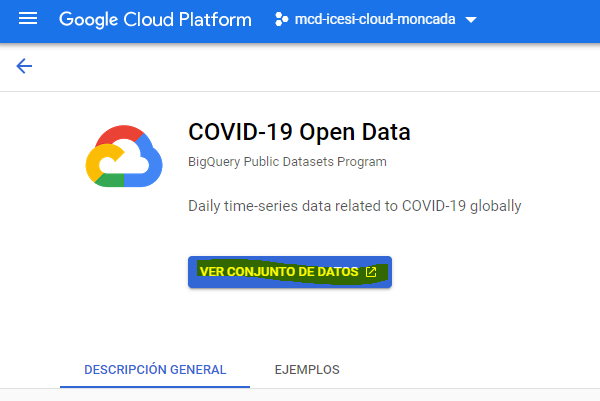 Google Cloud Platform mcd-icesi-cloud-moncada
COVID-19 Open Data
BigQuery Public Datasets Program
Daily time-series data related to COVID-19 globally
VER CONJUNTO DE DATOS
DESCRIPCIÓN GENERAL EJEMPLOS